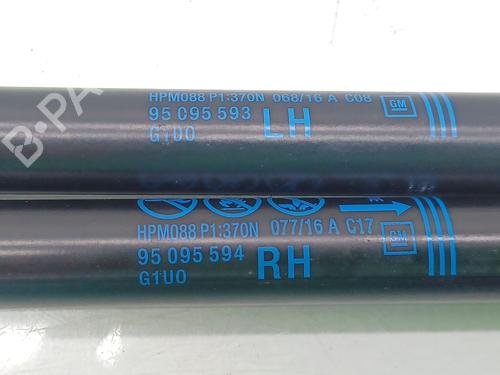 HPM088 P1:370N 068/16 A C08
GM
95 095 593
LH
G1U0
HPM088 P1:370N 077/16 A C17
GM
95 095 594
RH
G1U0
B-PA